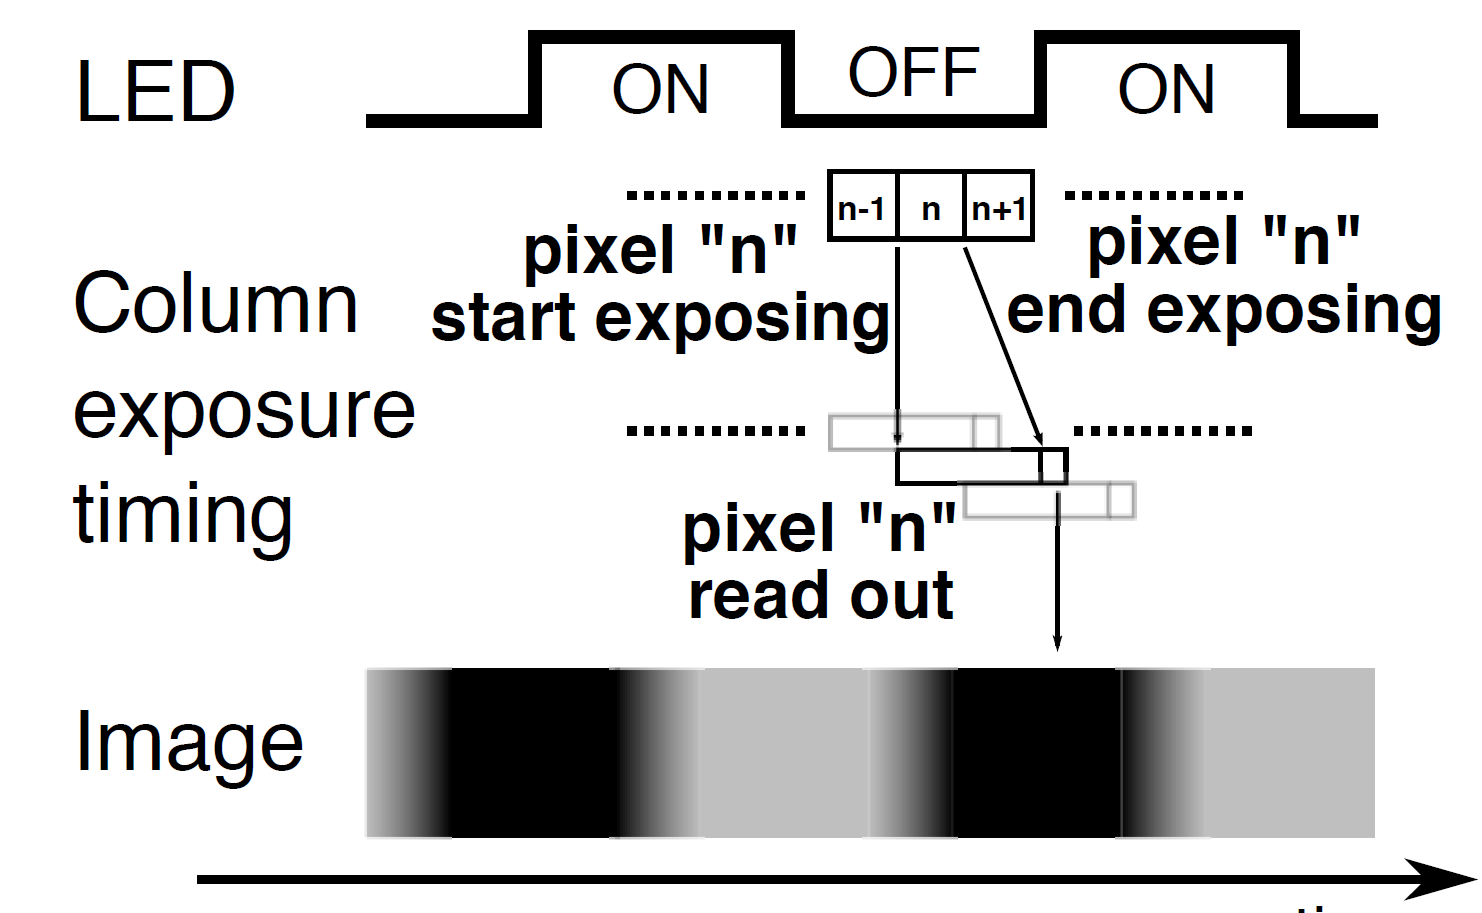 LED
ON
OFF
ON
n-1
n
n+1
pixel "n"
start exposing
pixel "n"
end exposing
Column
exposure
timing
pixel "n"
read out
Image